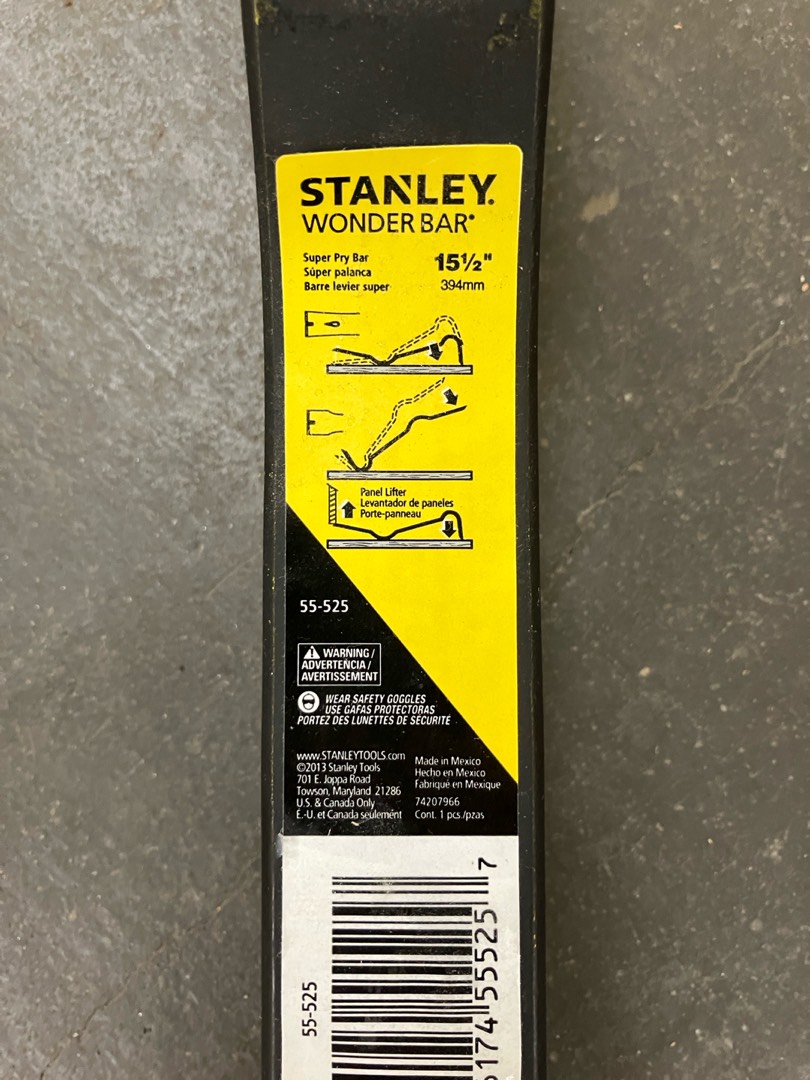 STANLEY.
WONDER BAR®
Super Pry Bar
Súper palanca
Barre levier super
15½"
394mm
Panel Lifter
Levantador de paneles
Porte-panneau
55-525
WARNING/
ADVERTENCIA/
AVERTISSEMENT
WEAR SAFETY GOGGLES
USE GAFAS PROTECTORAS
PORTEZ DES LUNETTES DE SÉCURITÉ
www.STANLEYTOOLS.com
©2013 Stanley Tools
701 E. Joppa Road
Towson, Maryland 21286
U.S. & Canada Only
É.-U. et Canada seulement
Made in Mexico
Hecho en Mexico
Fabriqué en Mexique
74207966
Cont. 1 pcs./pzas
55-525
174 55525 7